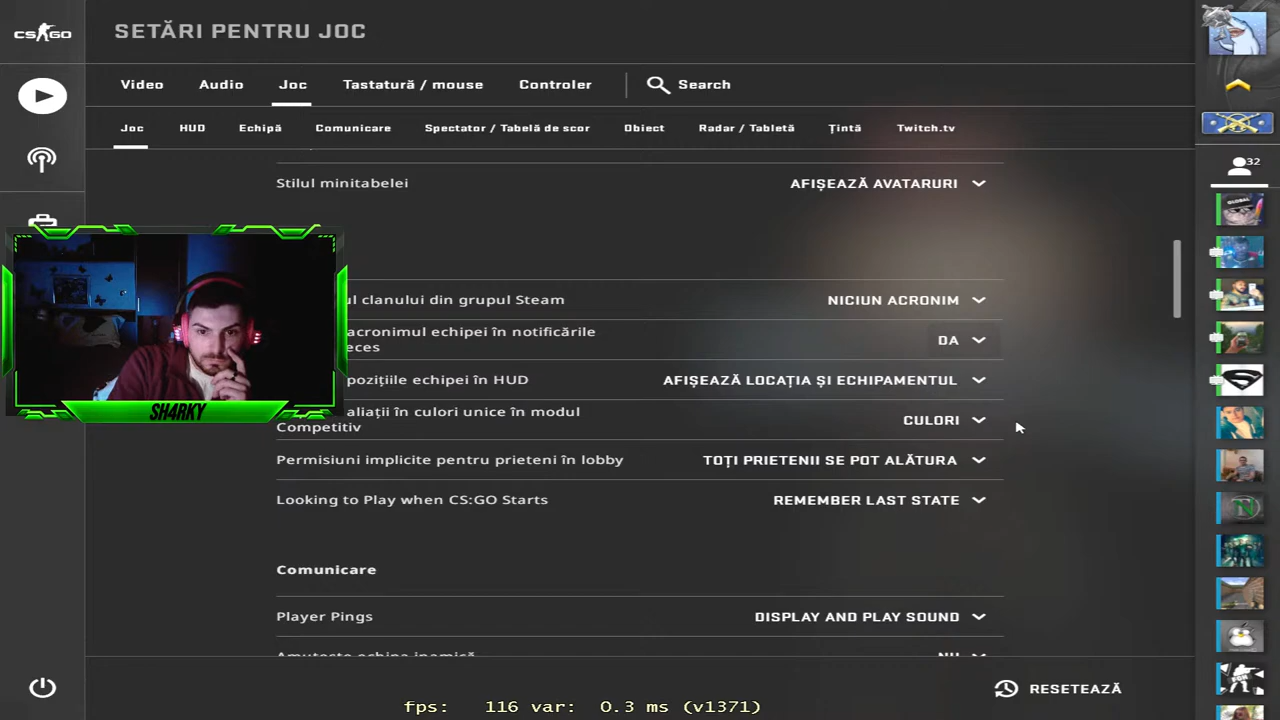 CS GO
SETĂRI PENTRU JOC
Video Audio Joc Tastatură / mouse Controler Search
Joc HUD Echipă Comunicare Spectator / Tabelă de scor Obiect Radar / Tabletă Țintă Twitch.tv
Stilul minitabelei AFIȘEAZĂ AVATARURI
32
GLOBAL
clanului din grupul Steam NICIUN ACRONIM
acronimul echipei în notificările DA
pozițiile echipei în HUD AFIȘEAZĂ LOCAȚIA ȘI ECHIPAMENTUL
aliații în culori unice în modul
Competitiv CULORI
SH4RKY
Permisiuni implicite pentru prieteni în lobby TOȚI PRIETENII SE POT ALĂTURA
Looking to Play when CS:GO Starts REMEMBER LAST STATE
Comunicare
Player Pings DISPLAY AND PLAY SOUND
RESETEAZĂ
fps: 116 var: 0.3 ms (v1371)